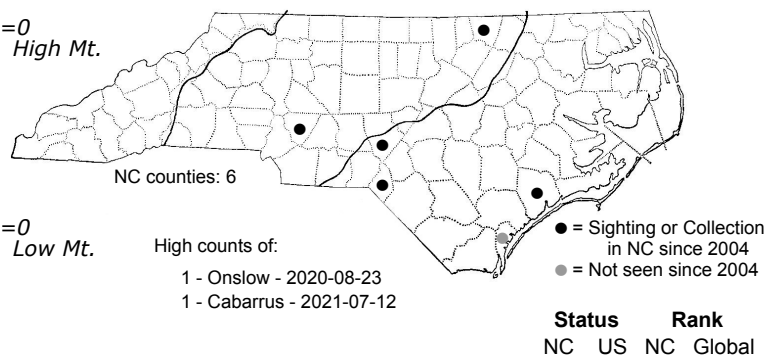 =0
High Mt.
NC counties: 6
=0
Low Mt.
High counts of:
1 - Onslow - 2020-08-23
1 - Cabarrus - 2021-07-12
● = Sighting or Collection
in NC since 2004
● = Not seen since 2004
Status Rank
NC US NC Global